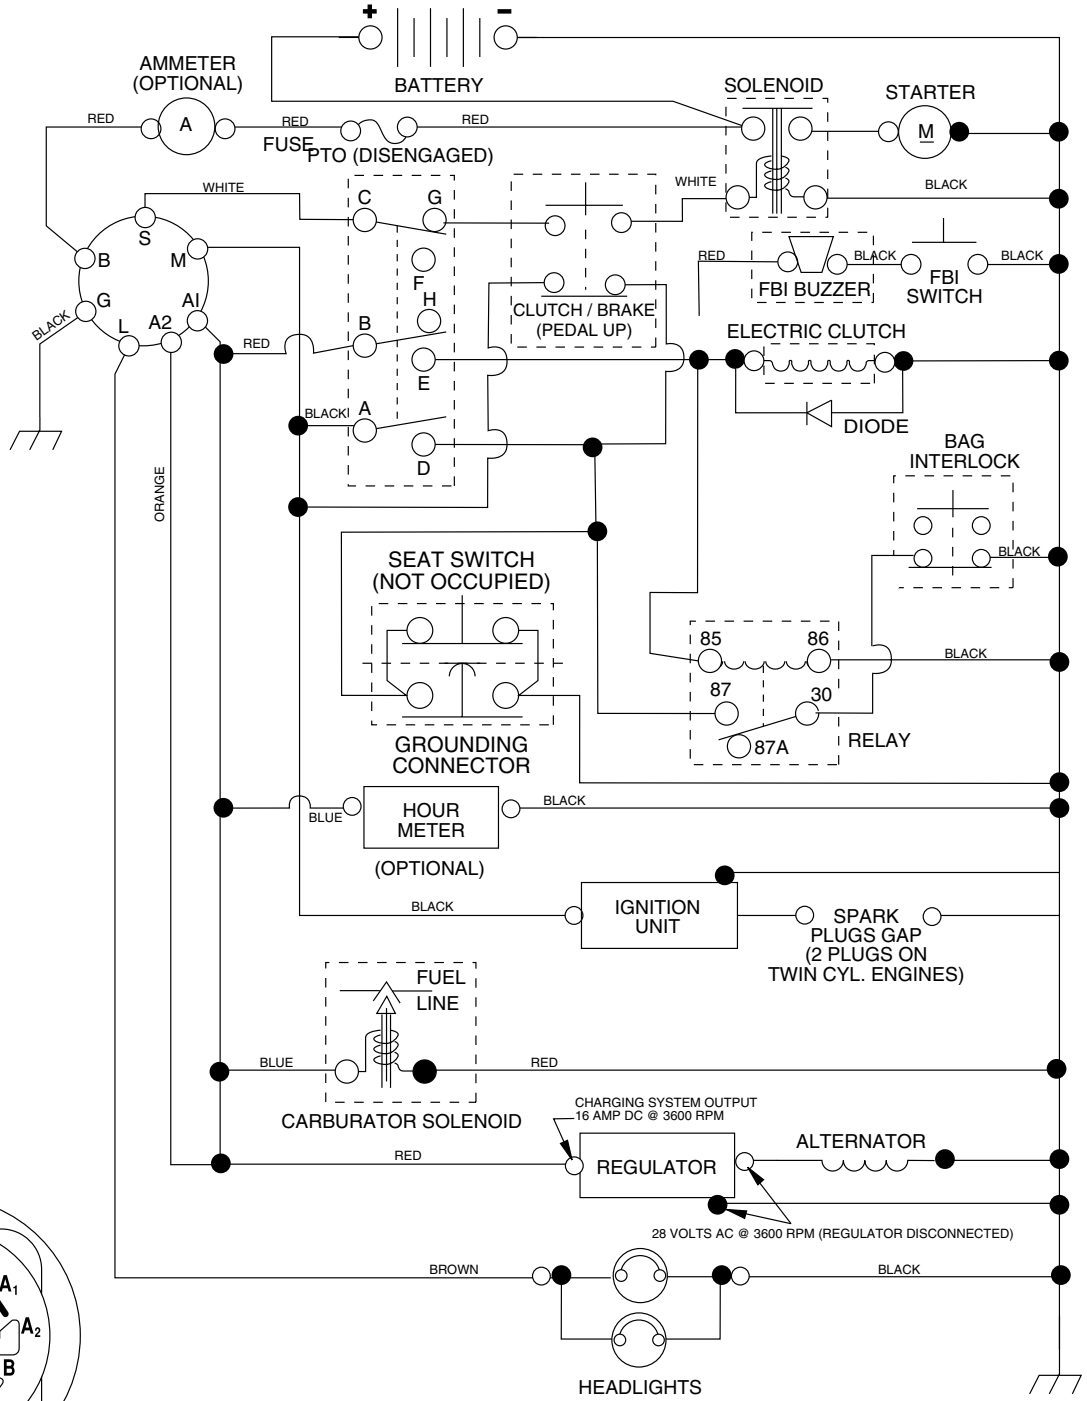 + −
BATTERY
AMMETER
(OPTIONAL)
SOLENOID
STARTER
RED
A
RED
FUSE
RED
PTO (DISENGAGED)
M
WHITE
C
G
WHITE
BLACK
S
B
M
F
RED
BLACK
BLACK
FBI BUZZER
FBI
SWITCH
G
AI
H
CLUTCH / BRAKE
(PEDAL UP)
BLACK
L
A2
B
RED
ELECTRIC CLUTCH
E
BLACK
A
DIODE
D
BAG
INTERLOCK
ORANGE
BLACK
SEAT SWITCH
(NOT OCCUPIED)
85
86
BLACK
87
30
87A
RELAY
GROUNDING
CONNECTOR
BLUE
HOUR
METER
BLACK
(OPTIONAL)
BLACK
IGNITION
UNIT
SPARK
PLUGS GAP
(2 PLUGS ON
TWIN CYL. ENGINES)
FUEL
LINE
BLUE
RED
CARBURATOR SOLENOID
CHARGING SYSTEM OUTPUT
16 AMP DC @ 3600 RPM
RED
REGULATOR
ALTERNATOR
28 VOLTS AC @ 3600 RPM (REGULATOR DISCONNECTED)
BROWN
BLACK
HEADLIGHTS
A1
A2
B